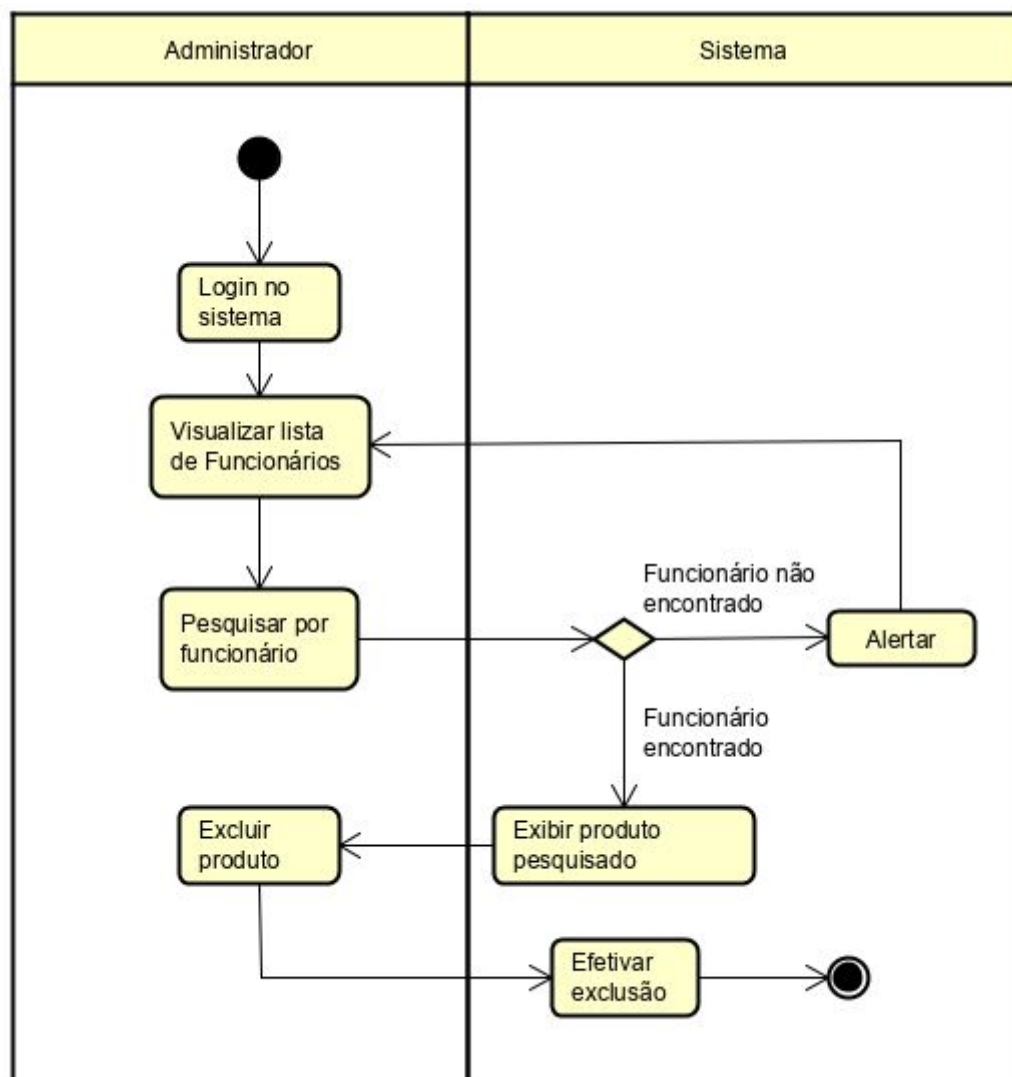 Administrador
Sistema
Login no
sistema
Visualizar lista
de Funcionários
Pesquisar por
funcionário
Funcionário não
encontrado
Alertar
Funcionário
encontrado
Exibir produto
pesquisado
Excluir
produto
Efetivar
exclusão